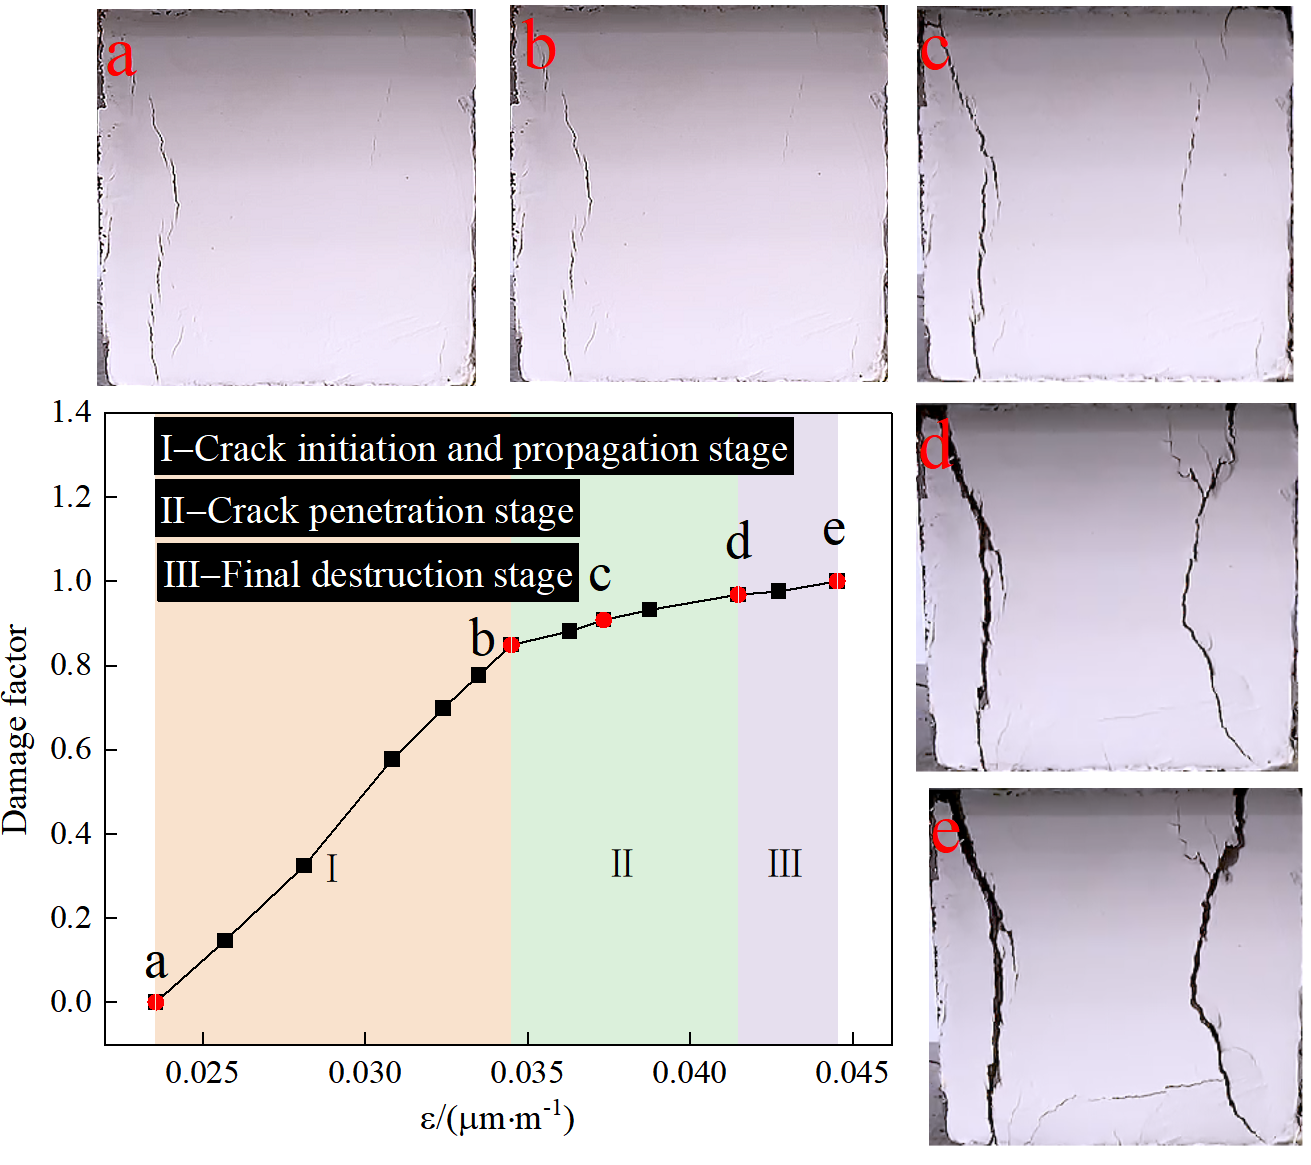 a
b
c
d
e
1.4
1.2
1.0
0.8
0.6
0.4
0.2
0.0
Damage factor
I–Crack initiation and propagation stage
II–Crack penetration stage
III–Final destruction stage
a
b
c
d
e
I
II
III
0.025 0.030 0.035 0.040 0.045
ε/(μm·m⁻¹)